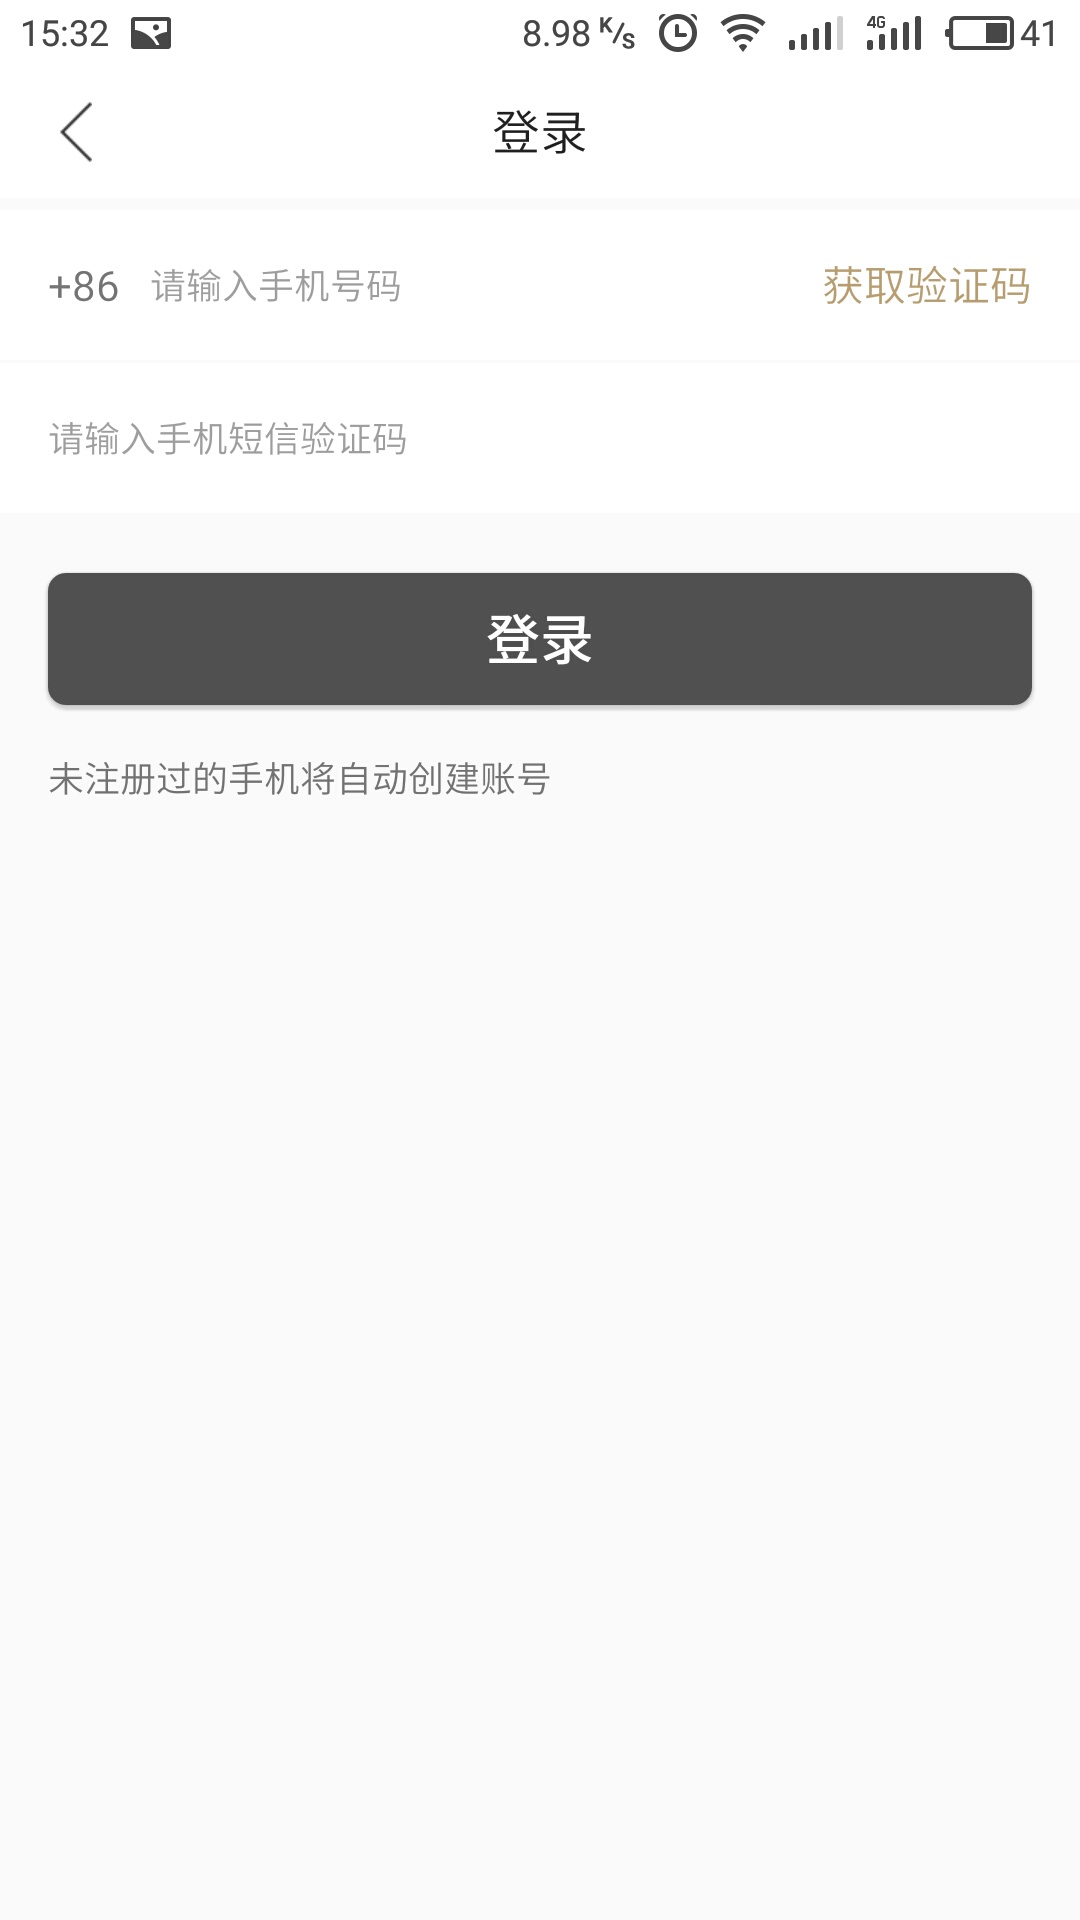 15:32 8.98 K/s 4G 41
登录
+86 请输入手机号码 获取验证码
请输入手机短信验证码
登录
未注册过的手机将自动创建账号